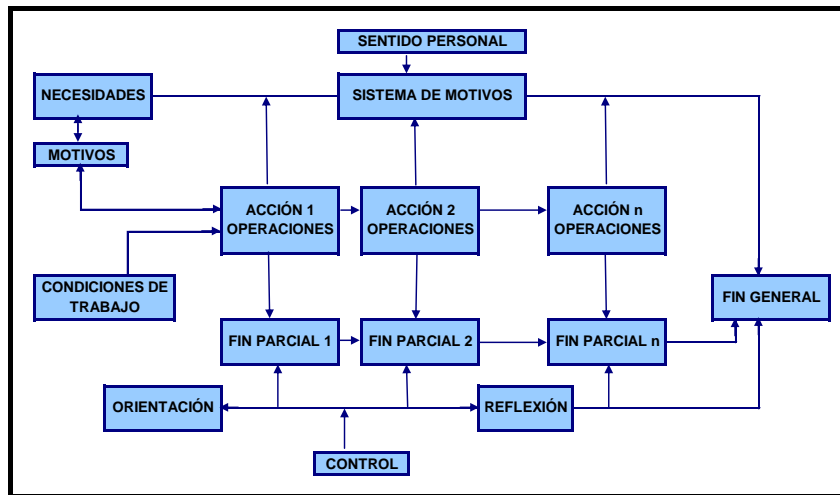 SENTIDO PERSONAL
NECESIDADES
SISTEMA DE MOTIVOS
MOTIVOS
ACCIÓN 1
OPERACIONES
ACCIÓN 2
OPERACIONES
ACCIÓN n
OPERACIONES
CONDICIONES DE
TRABAJO
FIN GENERAL
FIN PARCIAL 1
FIN PARCIAL 2
FIN PARCIAL n
ORIENTACIÓN
REFLEXIÓN
CONTROL